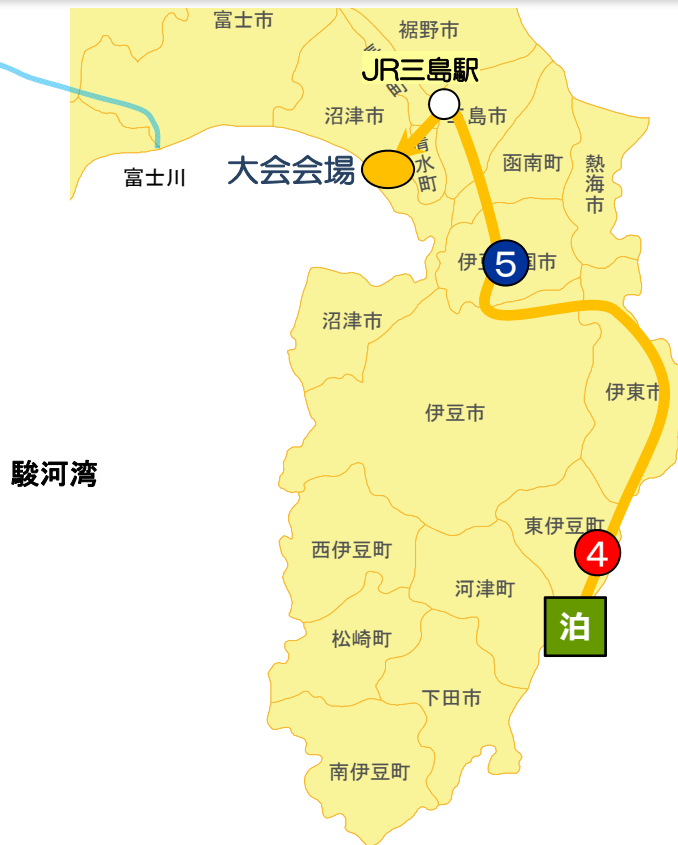 富士市
裾野市
JR三島駅
沼津市
三島市
清水町
函南町
熱海市
富士川
大会会場
伊豆の国市
5
沼津市
伊東市
伊豆市
駿河湾
東伊豆町
4
西伊豆町
河津町
泊
松崎町
下田市
南伊豆町